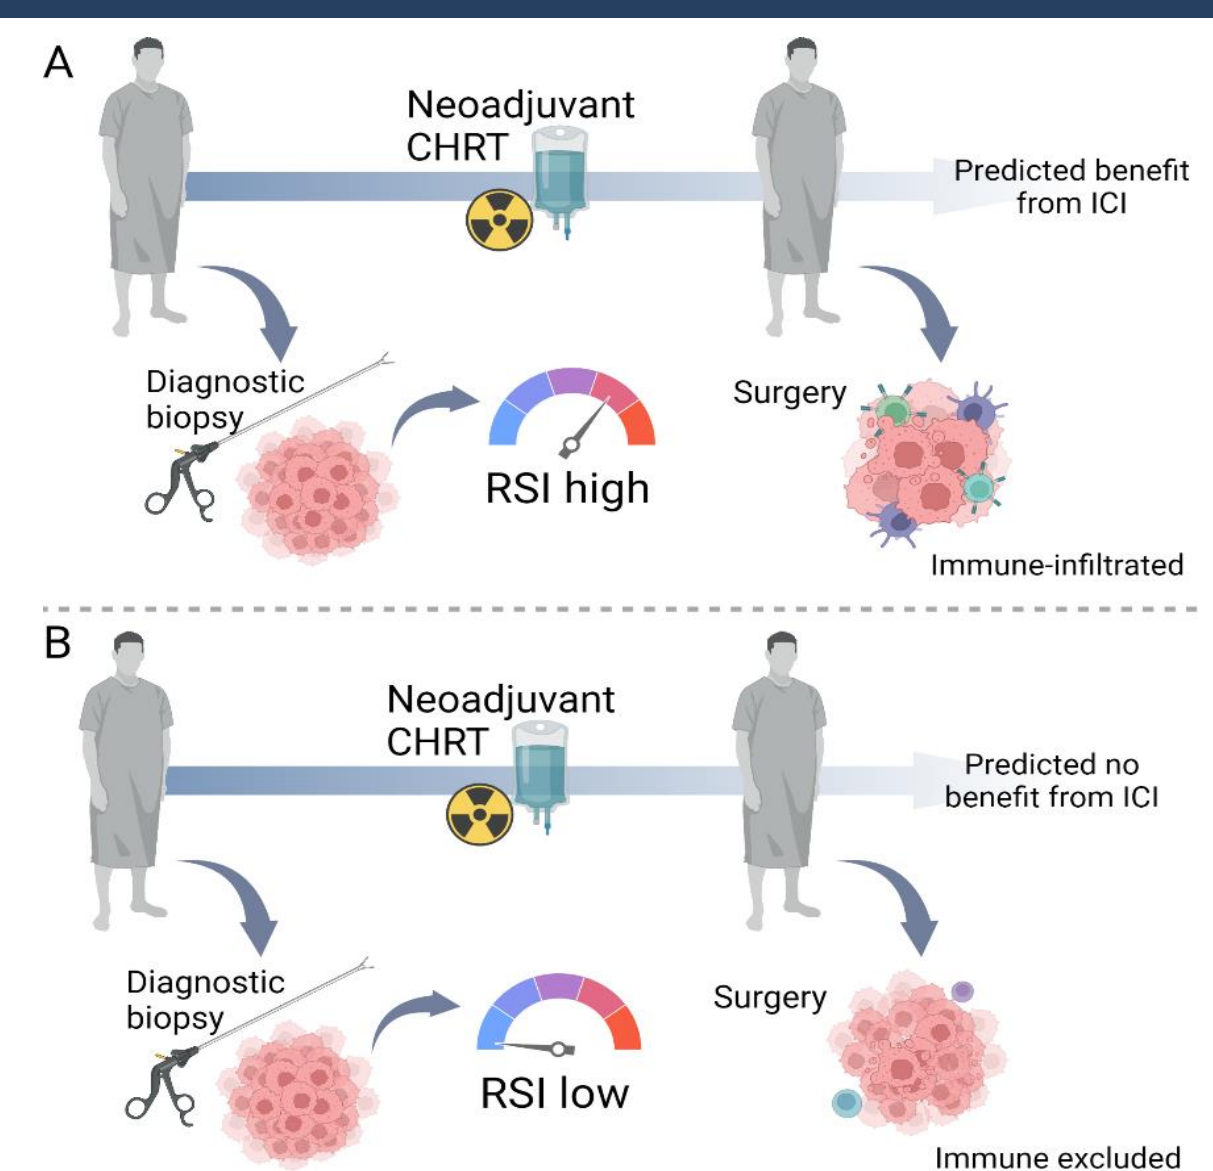 A
Neoadjuvant
CHRT
Predicted benefit
from ICI
Diagnostic
biopsy
RSI high
Surgery
Immune-infiltrated
B
Neoadjuvant
CHRT
Predicted no
benefit from ICI
Diagnostic
biopsy
RSI low
Surgery
Immune excluded